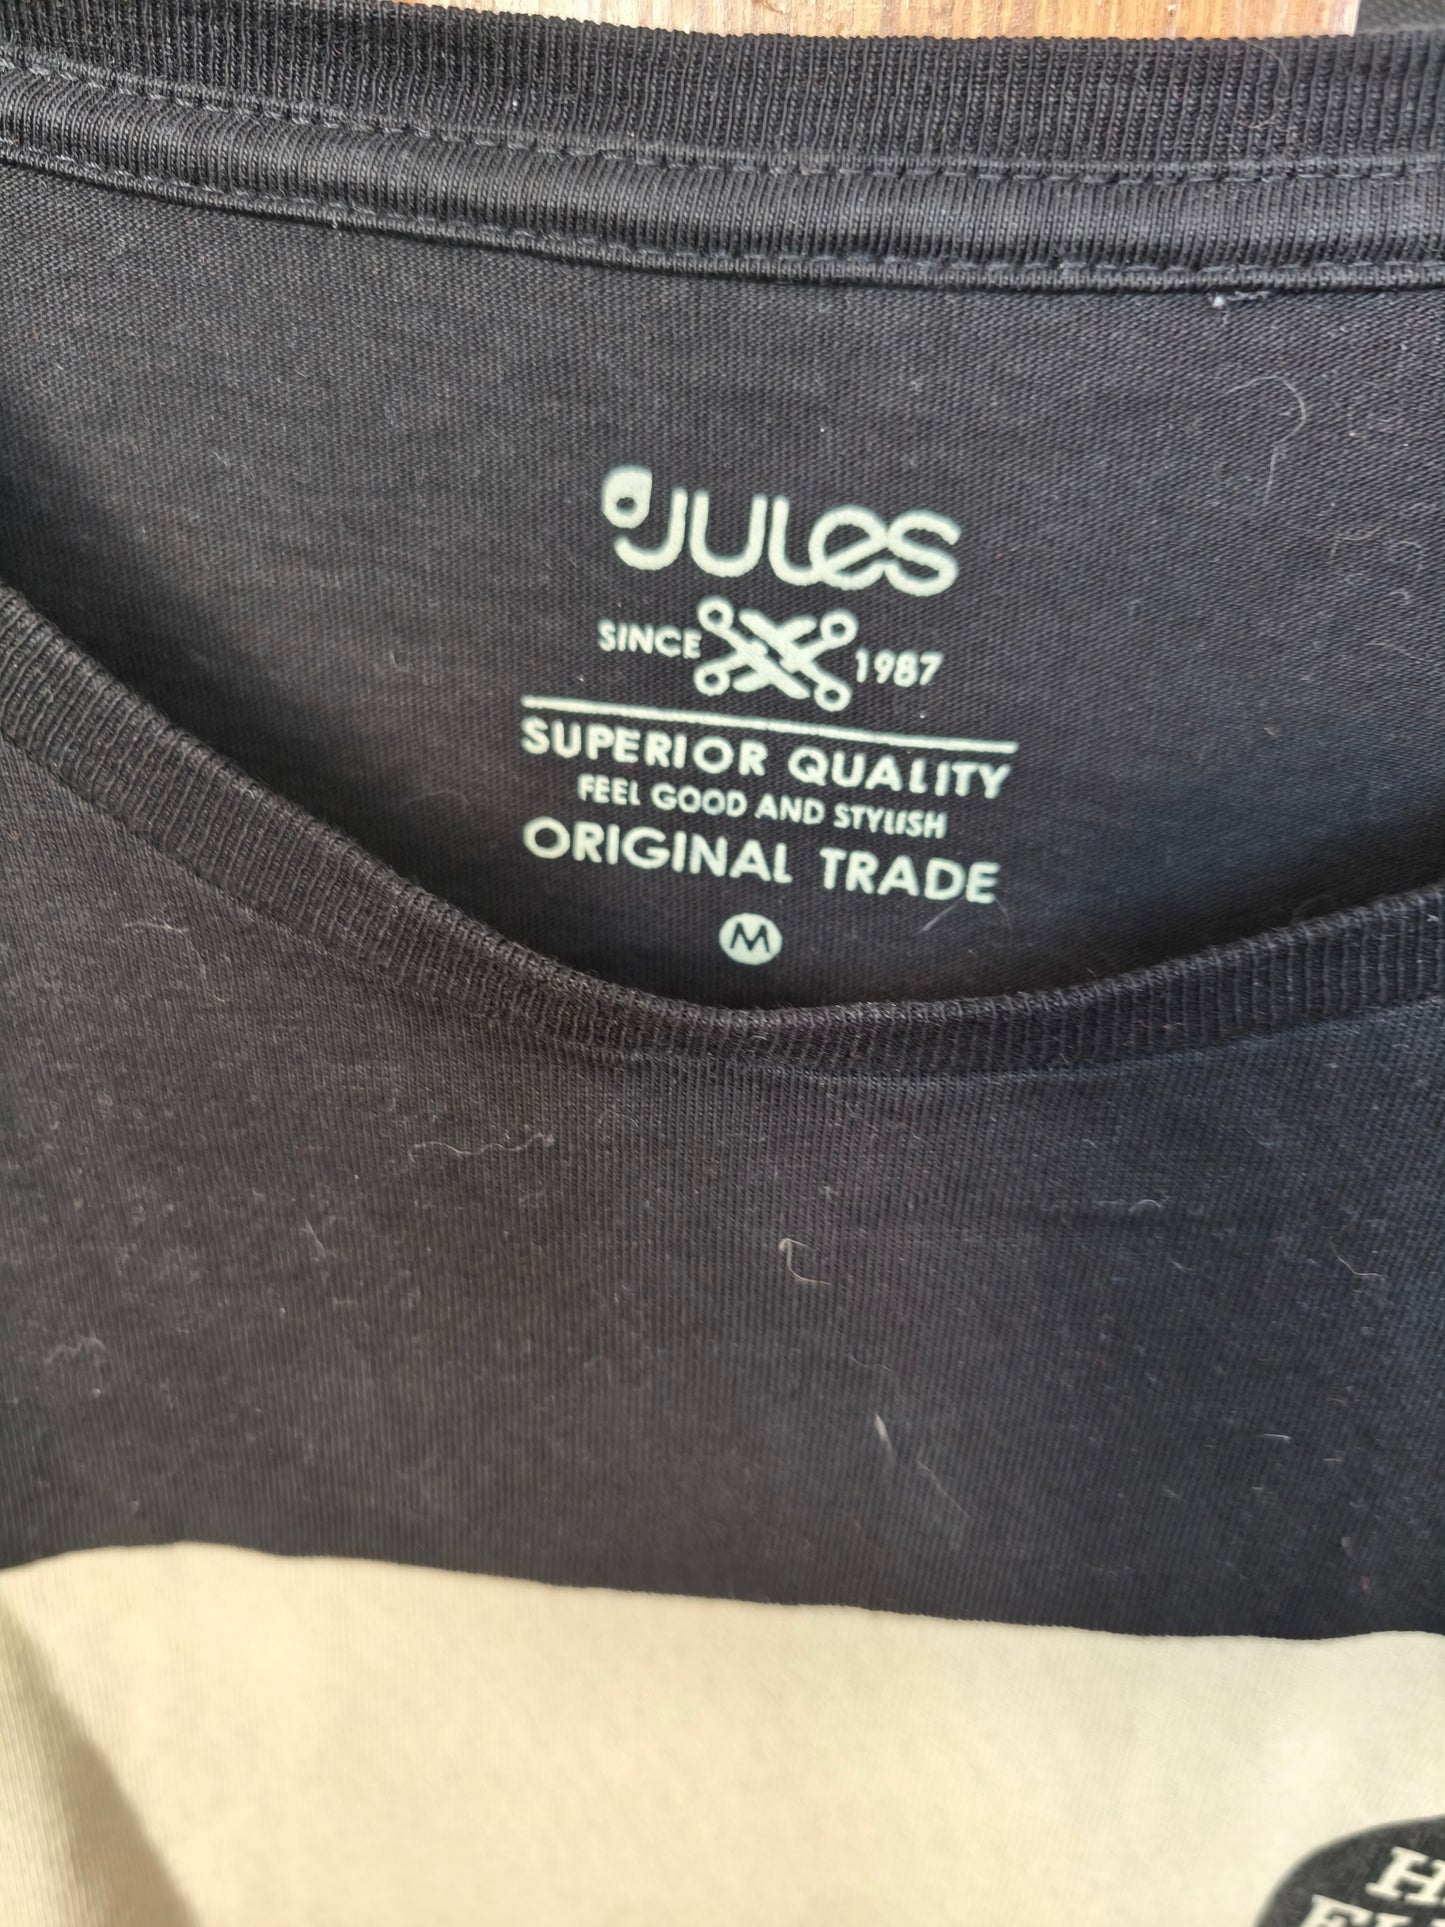 JULES
SINCE 1987
SUPERIOR QUALITY
FEEL GOOD AND STYLISH
ORIGINAL TRADE
M